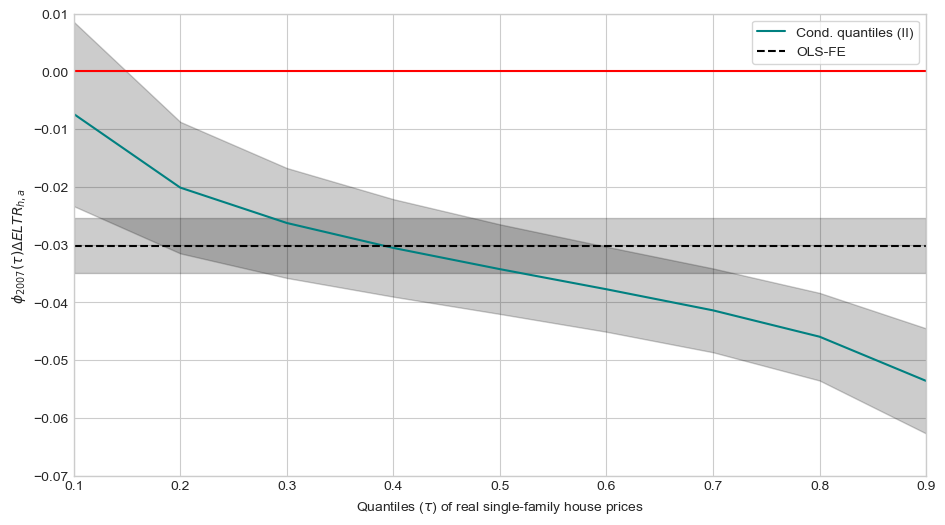 0.01
0.00
−0.01
−0.02
−0.03
−0.04
−0.05
−0.06
−0.07
ϕ₂₀₀₇(τ)ΔELTRₕ,ₐ
Cond. quantiles (II)
OLS-FE
0.1 0.2 0.3 0.4 0.5 0.6 0.7 0.8 0.9
Quantiles (τ) of real single-family house prices